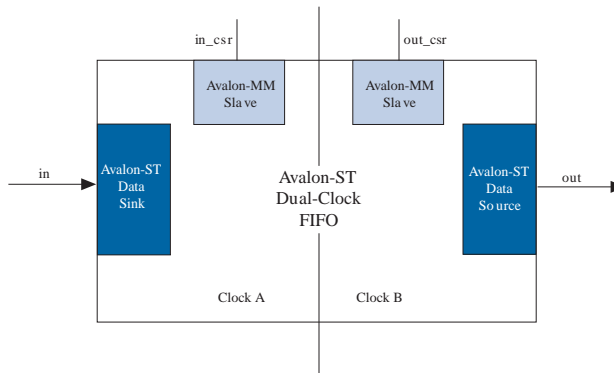 in_csr
out_csr
Avalon-MM
Slave
Avalon-MM
Slave
in
Avalon-ST
Data
Sink
Avalon-ST
Dual-Clock
FIFO
Avalon-ST
Data
Source
out
Clock A
Clock B